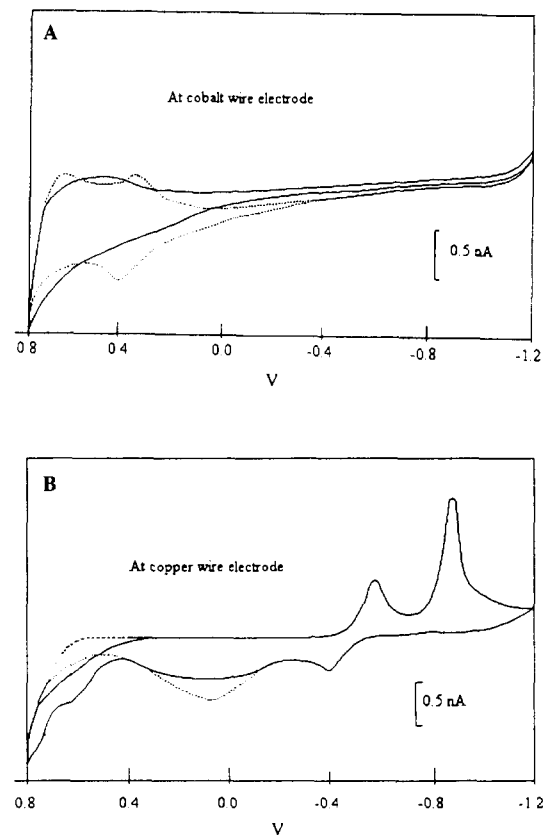 A
At cobalt wire electrode
0.5 nA
0.8 0.4 0.0 -0.4 -0.8 -1.2
V
B
At copper wire electrode
0.5 nA
0.8 0.4 0.0 -0.4 -0.8 -1.2
V